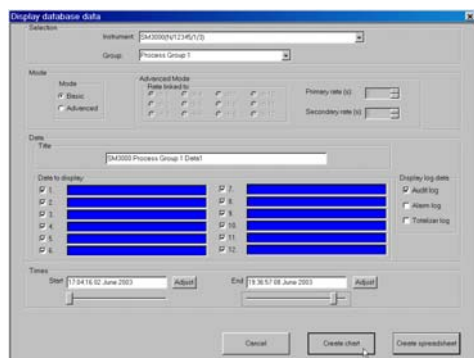 Display database data
Selection
Instrument: SM3000(N/12345/1/3)
Group: Process Group 1
Mode
Mode
Basic
Advanced
Advanced Mode
Rate linked to
Primary rate (s)
Secondary rate (s)
Data
Title
SM3000 Process Group 1 Data1
Data to display
1.
2.
3.
4.
5.
6.
7.
8.
9.
10.
11.
12.
Display log data
Audit log
Alarm log
Totalizer log
Times
Start 17:04:16 02 June 2003 Adjust
End 19:36:57 08 June 2003 Adjust
Cancel
Create chart
Create spreadsheet